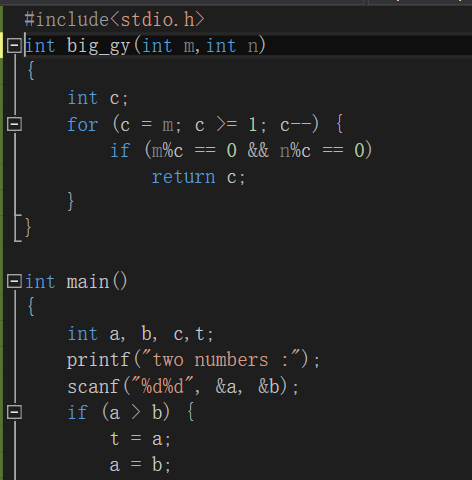 #include<stdio.h>
int big_gy(int m,int n)
{
int c;
for (c = m; c >= 1; c--) {
if (m%c == 0 && n%c == 0)
return c;
}
}
int main()
{
int a, b, c,t;
printf("two numbers :");
scanf("%d%d", &a, &b);
if (a > b) {
t = a;
a = b;